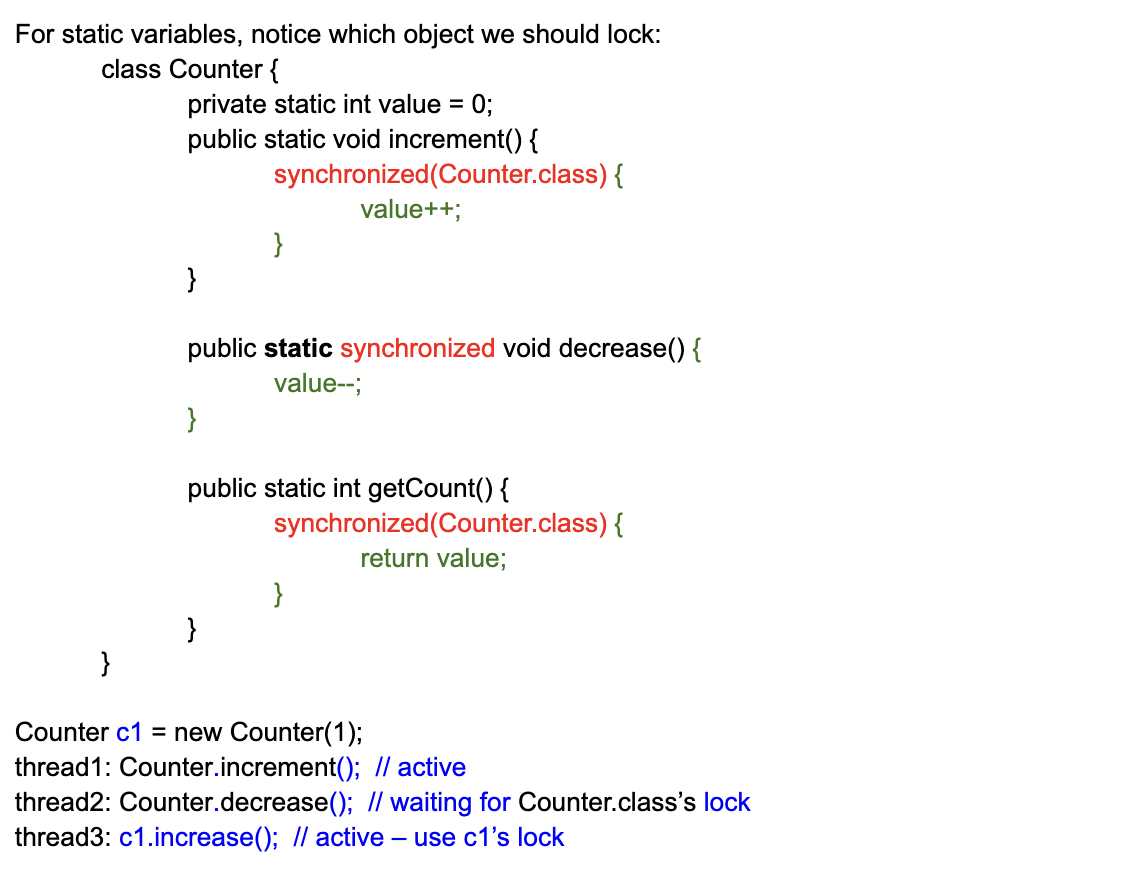 For static variables, notice which object we should lock:
class Counter {
private static int value = 0;
public static void increment() {
synchronized(Counter.class) {
value++;
}
}
public static synchronized void decrease() {
value--;
}
public static int getCount() {
synchronized(Counter.class) {
return value;
}
}
}
Counter c1 = new Counter(1);
thread1: Counter.increment(); // active
thread2: Counter.decrease(); // waiting for Counter.class’s lock
thread3: c1.increase(); // active – use c1’s lock